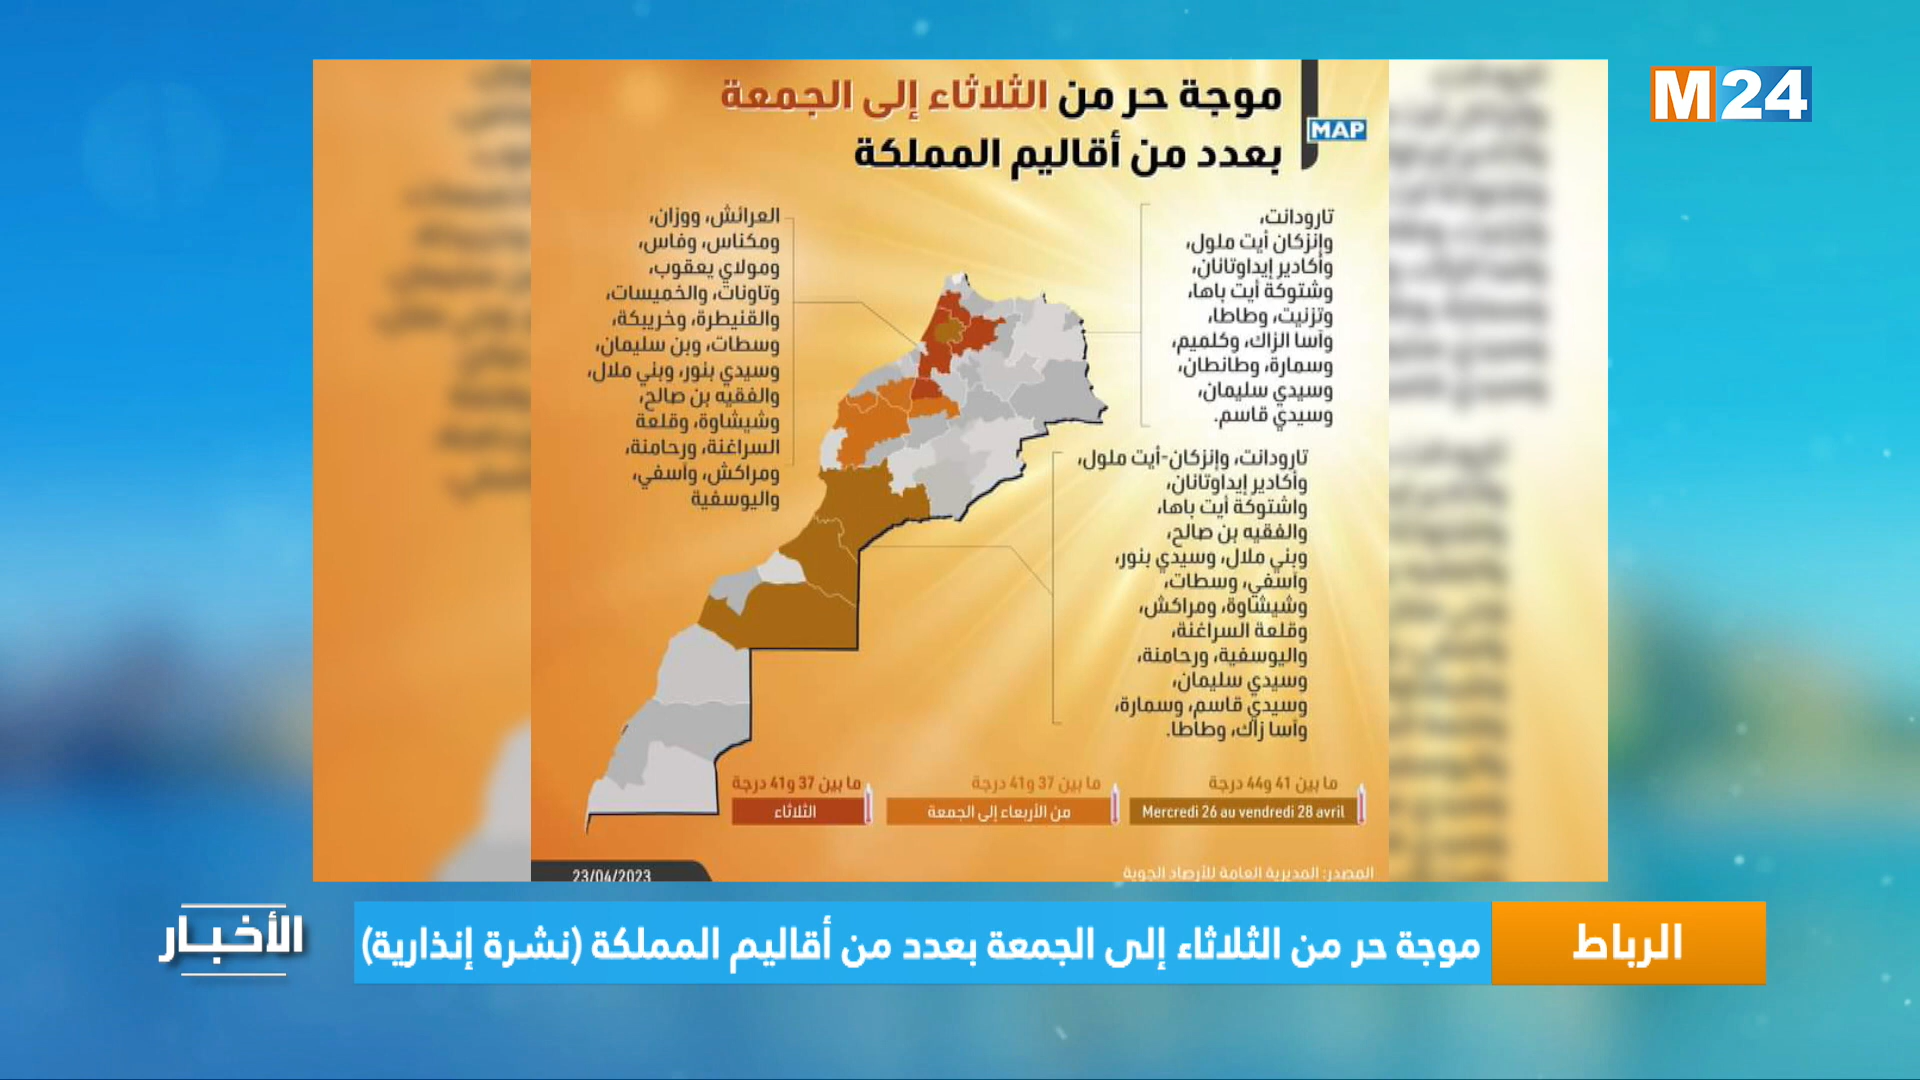 M24
موجة حر من الثلاثاء إلى الجمعة
بعدد من أقاليم المملكة
MAP
تارودانت،
وإنزكان أيت ملول،
وأكادير إيداوتانان،
وشتوكة أيت باها،
وتزنيت، وطاطا،
وآسا الزاك، وكلميم،
وسمارة، وطانطان،
وسيدي سليمان،
وسيدي قاسم.
العرائش، ووزان،
ومكناس، وفاس،
ومولاي يعقوب،
وتاونات، والخميسات،
والقنيطرة، وخريبكة،
وسطات، وبن سليمان،
وسيدي بنور، وبني ملال،
والفقيه بن صالح،
وشيشاوة، وقلعة
السراغنة، ورحامنة،
ومراكش، وآسفي،
واليوسفية
تارودانت، وإنزكان-أيت ملول،
وأكادير إيداوتانان،
واشتوكة أيت باها،
والفقيه بن صالح،
وبني ملال، وسيدي بنور،
وآسفي، وسطات،
وشيشاوة، ومراكش،
وقلعة السراغنة،
واليوسفية، ورحامنة،
وسيدي سليمان،
وسيدي قاسم، وسمارة،
وآسا زاك، وطاطا.
ما بين 41 و44 درجة
Mercredi 26 au vendredi 28 avril
ما بين 37 و41 درجة
من الأربعاء إلى الجمعة
ما بين 37 و41 درجة
الثلاثاء
المصدر: المديرية العامة للأرصاد الجوية
23/04/2023
الرباط
موجة حر من الثلاثاء إلى الجمعة بعدد من أقاليم المملكة (نشرة إنذارية)
الأخبـار